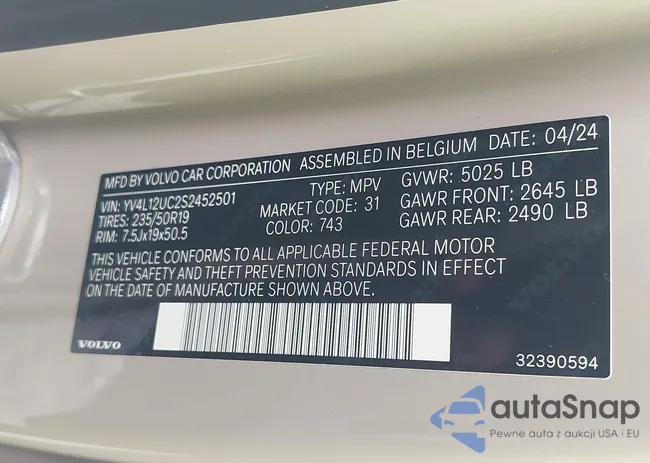 MFD BY VOLVO CAR CORPORATION ASSEMBLED IN BELGIUM DATE: 04/24
VIN: YV4L12UC2S2452501 TYPE: MPV GVWR: 5025 LB
TIRES: 235/50R19 MARKET CODE: 31 GAWR FRONT: 2645 LB
RIM: 7.5Jx19x50.5 COLOR: 743 GAWR REAR: 2490 LB
THIS VEHICLE CONFORMS TO ALL APPLICABLE FEDERAL MOTOR
VEHICLE SAFETY AND THEFT PREVENTION STANDARDS IN EFFECT
ON THE DATE OF MANUFACTURE SHOWN ABOVE.
VOLVO
32390594
autaSnap
Pewne auta z aukcji USA i EU